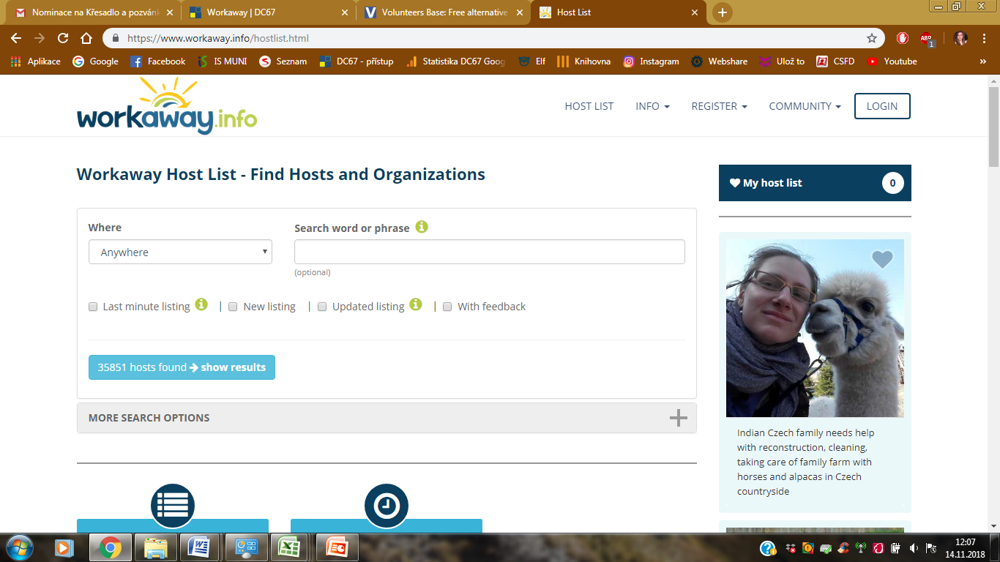 Nominace na Křesadlo a pozván
Workaway | DC67
Volunteers Base: Free alternative
Host List
https://www.workaway.info/hostlist.html
ABP
1
Aplikace
Google
Facebook
IS MUNI
Seznam
DC67 - přístup
Statistika DC67 Goog
Elf
Knihovna
Instagram
Webshare
Ulož to
CSFD
Youtube
»
workaway.info
HOST LIST
INFO
REGISTER
COMMUNITY
LOGIN
Workaway Host List - Find Hosts and Organizations
My host list
0
Where
Search word or phrase
Anywhere
(optional)
Last minute listing | New listing | Updated listing | With feedback
35851 hosts found → show results
MORE SEARCH OPTIONS
Indian Czech family needs help
with reconstruction, cleaning,
taking care of family farm with
horses and alpacas in Czech
countryside
12:07
14.11.2018